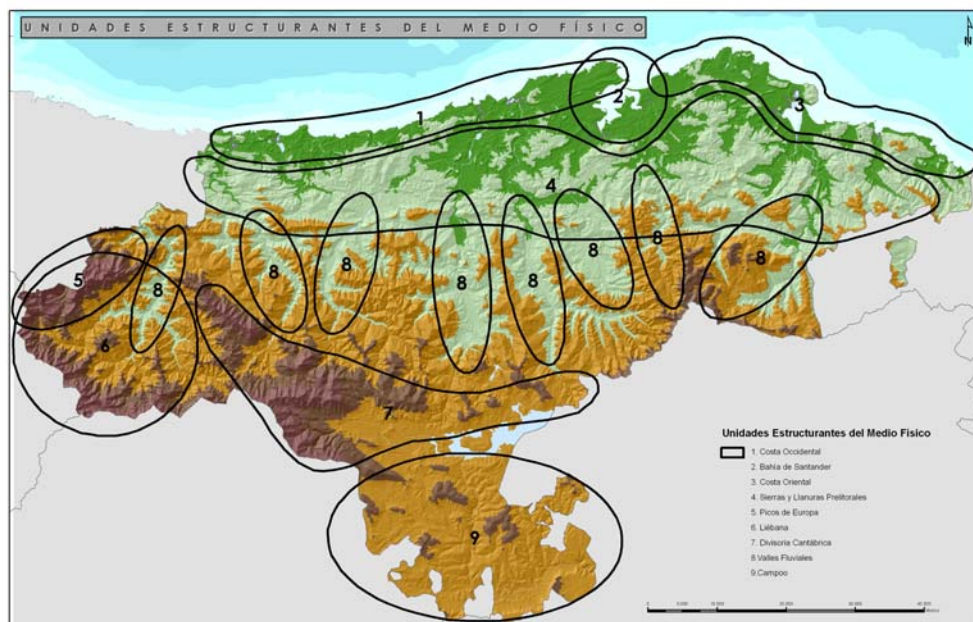 UNIDADES ESTRUCTURANTES DEL MEDIO FÍSICO
N
1
2
3
4
5
6
7
8
8
8
8
8
8
8
8
9
Unidades Estructurantes del Medio Fisico
1. Costa Occidental
2. Bahía de Santander
3. Costa Oriental
4. Sierras y Llanuras Prelitorales
5. Picos de Europa
6. Liébana
7. Divisoria Cantábrica
8.Valles Fluviales
9.Campoo